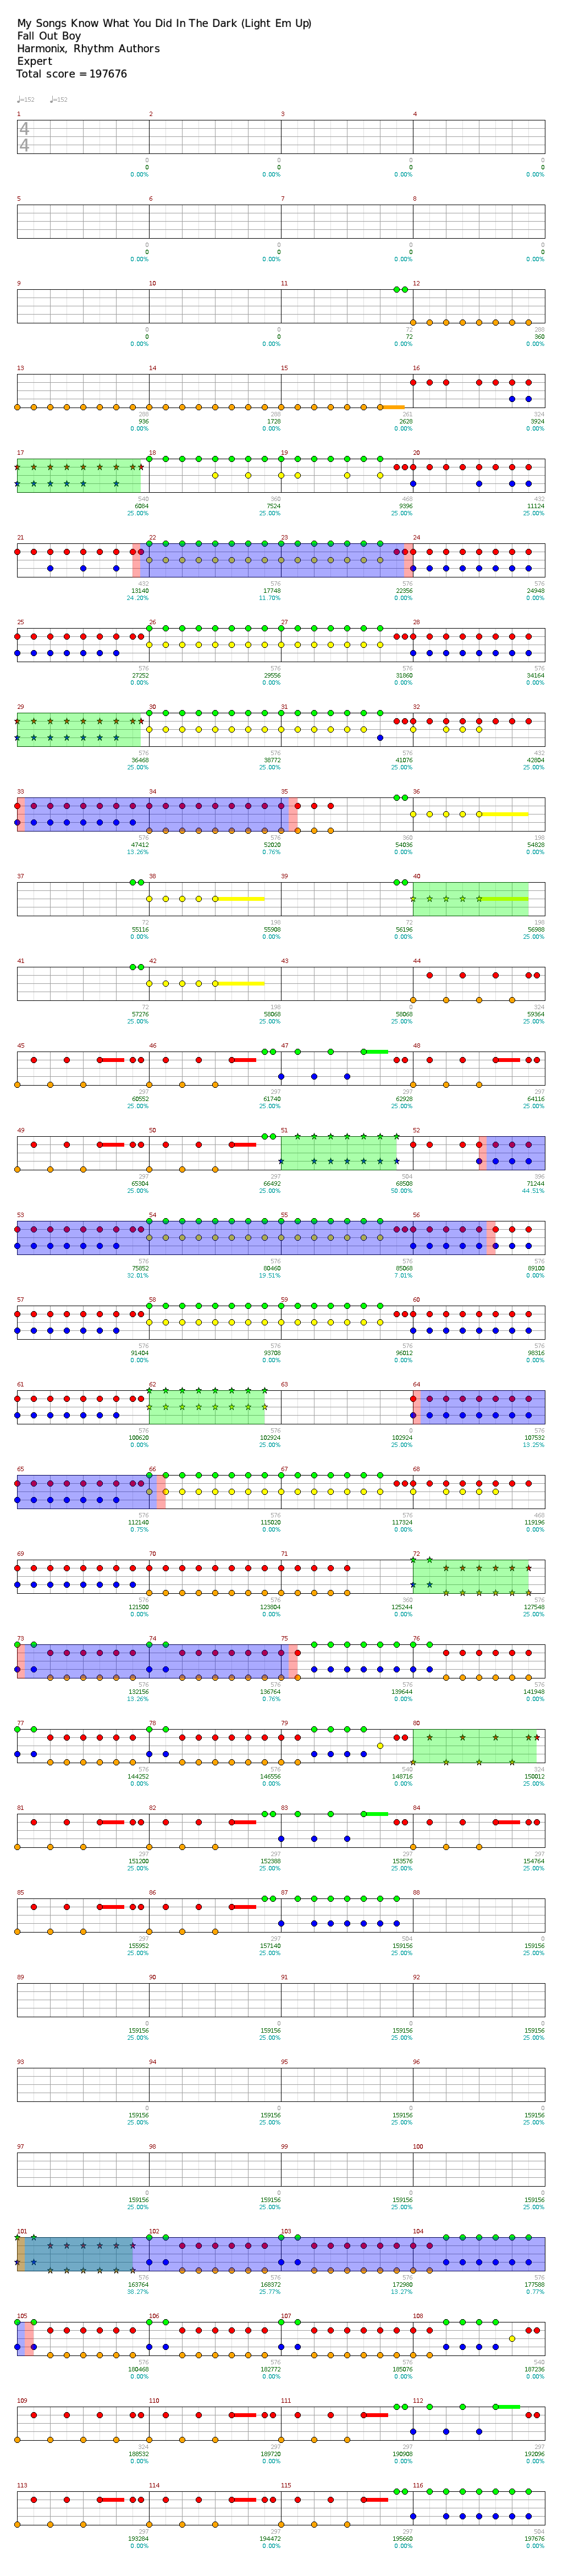 My Songs Know What You Did In The Dark (Light Em Up)
Fall Out Boy
Harmonix, Rhythm Authors
Expert
Total score = 197676
♩=152 ♩=152
1 2 3 4
4
4
0 0 0 0
0 0 0 0
0.00% 0.00% 0.00% 0.00%
5 6 7 8
0 0 0 0
0 0 0 0
0.00% 0.00% 0.00% 0.00%
9 10 11 12
0 0 72 288
0 0 72 360
0.00% 0.00% 0.00% 0.00%
13 14 15 16
288 288 261 324
936 1728 2628 3924
0.00% 0.00% 0.00% 0.00%
17 18 19 20
540 360 468 432
6084 7524 9396 11124
25.00% 25.00% 25.00% 25.00%
21 22 23 24
432 576 576 576
13140 17748 22356 24948
24.20% 11.70% 0.00% 0.00%
25 26 27 28
576 576 576 576
27252 29556 31860 34164
0.00% 0.00% 0.00% 0.00%
29 30 31 32
576 576 576 432
36468 38772 41076 42804
25.00% 25.00% 25.00% 25.00%
33 34 35 36
576 576 360 198
47412 52020 54036 54828
13.26% 0.76% 0.00% 0.00%
37 38 39 40
72 198 72 198
55116 55908 56196 56988
0.00% 0.00% 0.00% 25.00%
41 42 43 44
72 198 0 324
57276 58068 58068 59364
25.00% 25.00% 25.00% 25.00%
45 46 47 48
297 297 297 297
60552 61740 62928 64116
25.00% 25.00% 25.00% 25.00%
49 50 51 52
297 297 504 396
65304 66492 68508 71244
25.00% 25.00% 50.00% 44.51%
53 54 55 56
576 576 576 576
75852 80460 85068 89100
32.01% 19.51% 7.01% 0.00%
57 58 59 60
576 576 576 576
91404 93708 96012 98316
0.00% 0.00% 0.00% 0.00%
61 62 63 64
576 576 0 576
100620 102924 102924 107532
0.00% 25.00% 25.00% 13.25%
65 66 67 68
576 576 576 468
112140 115020 117324 119196
0.75% 0.00% 0.00% 0.00%
69 70 71 72
576 576 360 576
121500 123804 125244 127548
0.00% 0.00% 0.00% 25.00%
73 74 75 76
576 576 576 576
132156 136764 139644 141948
13.26% 0.76% 0.00% 0.00%
77 78 79 80
576 576 540 324
144252 146556 148716 150012
0.00% 0.00% 0.00% 25.00%
81 82 83 84
297 297 297 297
151200 152388 153576 154764
25.00% 25.00% 25.00% 25.00%
85 86 87 88
297 297 504 0
155952 157140 159156 159156
25.00% 25.00% 25.00% 25.00%
89 90 91 92
0 0 0 0
159156 159156 159156 159156
25.00% 25.00% 25.00% 25.00%
93 94 95 96
0 0 0 0
159156 159156 159156 159156
25.00% 25.00% 25.00% 25.00%
97 98 99 100
0 0 0 0
159156 159156 159156 159156
25.00% 25.00% 25.00% 25.00%
101 102 103 104
576 576 576 576
163764 168372 172980 177588
38.27% 25.77% 13.27% 0.77%
105 106 107 108
576 576 576 540
180468 182772 185076 187236
0.00% 0.00% 0.00% 0.00%
109 110 111 112
324 297 297 297
188532 189720 190908 192096
0.00% 0.00% 0.00% 0.00%
113 114 115 116
297 297 297 504
193284 194472 195660 197676
0.00% 0.00% 0.00% 0.00%